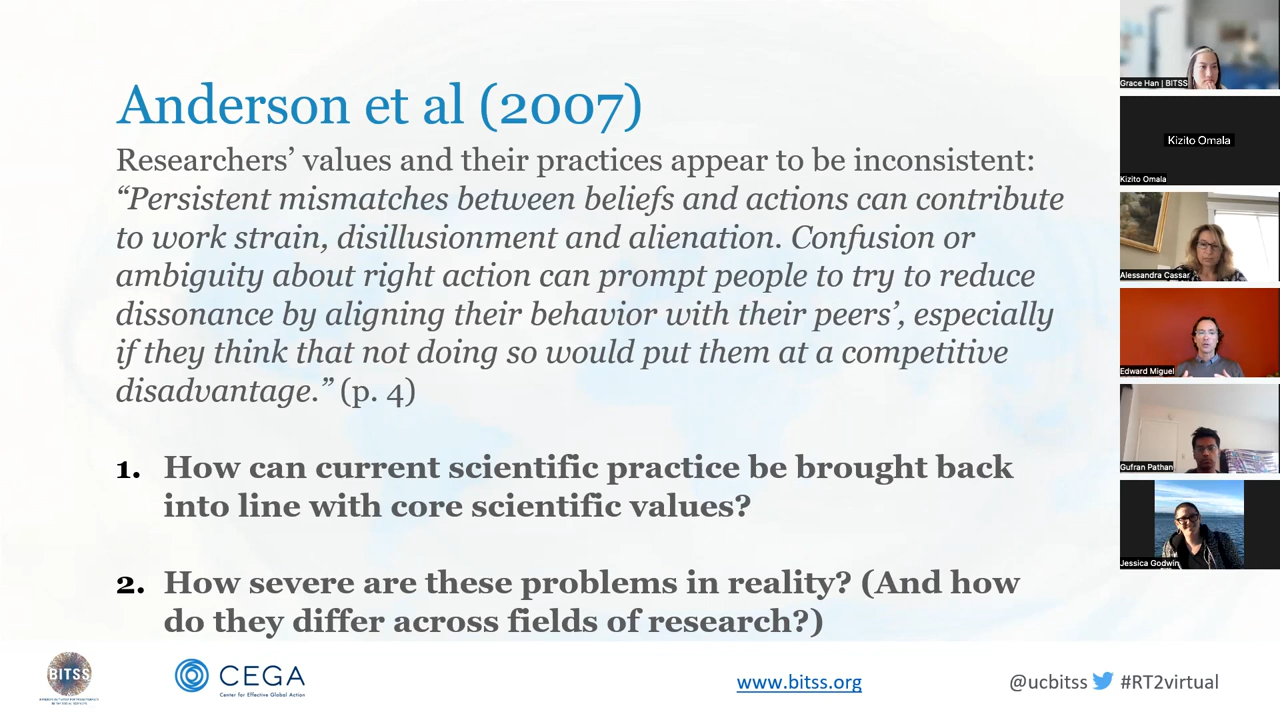 Anderson et al (2007)
Researchers’ values and their practices appear to be inconsistent:
“Persistent mismatches between beliefs and actions can contribute
to work strain, disillusionment and alienation. Confusion or
ambiguity about right action can prompt people to try to reduce
dissonance by aligning their behavior with their peers’, especially
if they think that not doing so would put them at a competitive
disadvantage.” (p. 4)
1. How can current scientific practice be brought back
into line with core scientific values?
2. How severe are these problems in reality? (And how
do they differ across fields of research?)
BITSS
CEGA
Center for Effective Global Action
www.bitss.org
@ucbitss #RT2virtual
Grace Han | BITSS
Kizito Omala
Kizito Omala
Alessandra Cassar
Edward Miguel
Gufran Pathan
Jessica Godwin